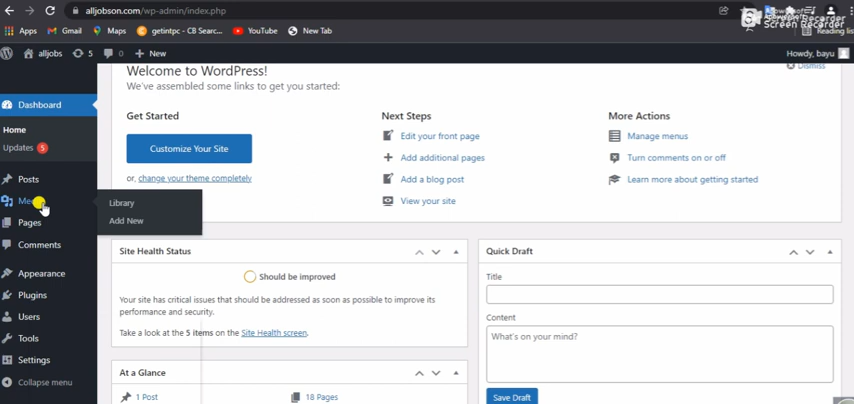 alljobson.com/wp-admin/index.php
Apps Gmail Maps getintpc - CB Searc... YouTube New Tab Reading list
Screen Recorder
alljobs 5 0 + New Howdy, bayu
Welcome to WordPress!
Dismiss
We've assembled some links to get you started:
Dashboard
Home
Updates 5
Posts
Me
Pages
Comments
Appearance
Plugins
Users
Tools
Settings
Collapse menu
Library
Add New
Get Started
Customize Your Site
or, change your theme completely
Next Steps
Edit your front page
Add additional pages
Add a blog post
View your site
More Actions
Manage menus
Turn comments on or off
Learn more about getting started
Site Health Status
Should be improved
Your site has critical issues that should be addressed as soon as possible to improve its
performance and security.
Take a look at the 5 items on the Site Health screen.
At a Glance
1 Post 18 Pages
Quick Draft
Title
Content
What's on your mind?
Save Draft